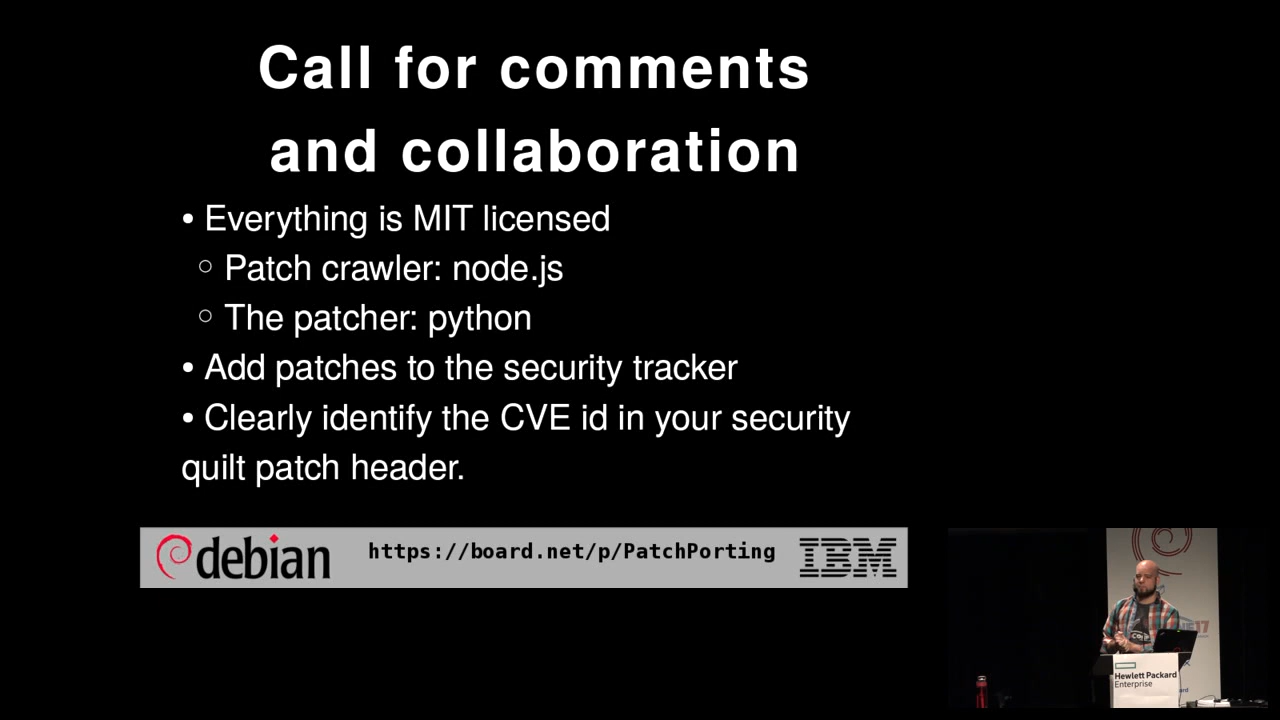 Call for comments
and collaboration
• Everything is MIT licensed
○ Patch crawler: node.js
○ The patcher: python
• Add patches to the security tracker
• Clearly identify the CVE id in your security
quilt patch header.
debian https://board.net/p/PatchPorting IBM
Hewlett Packard
Enterprise